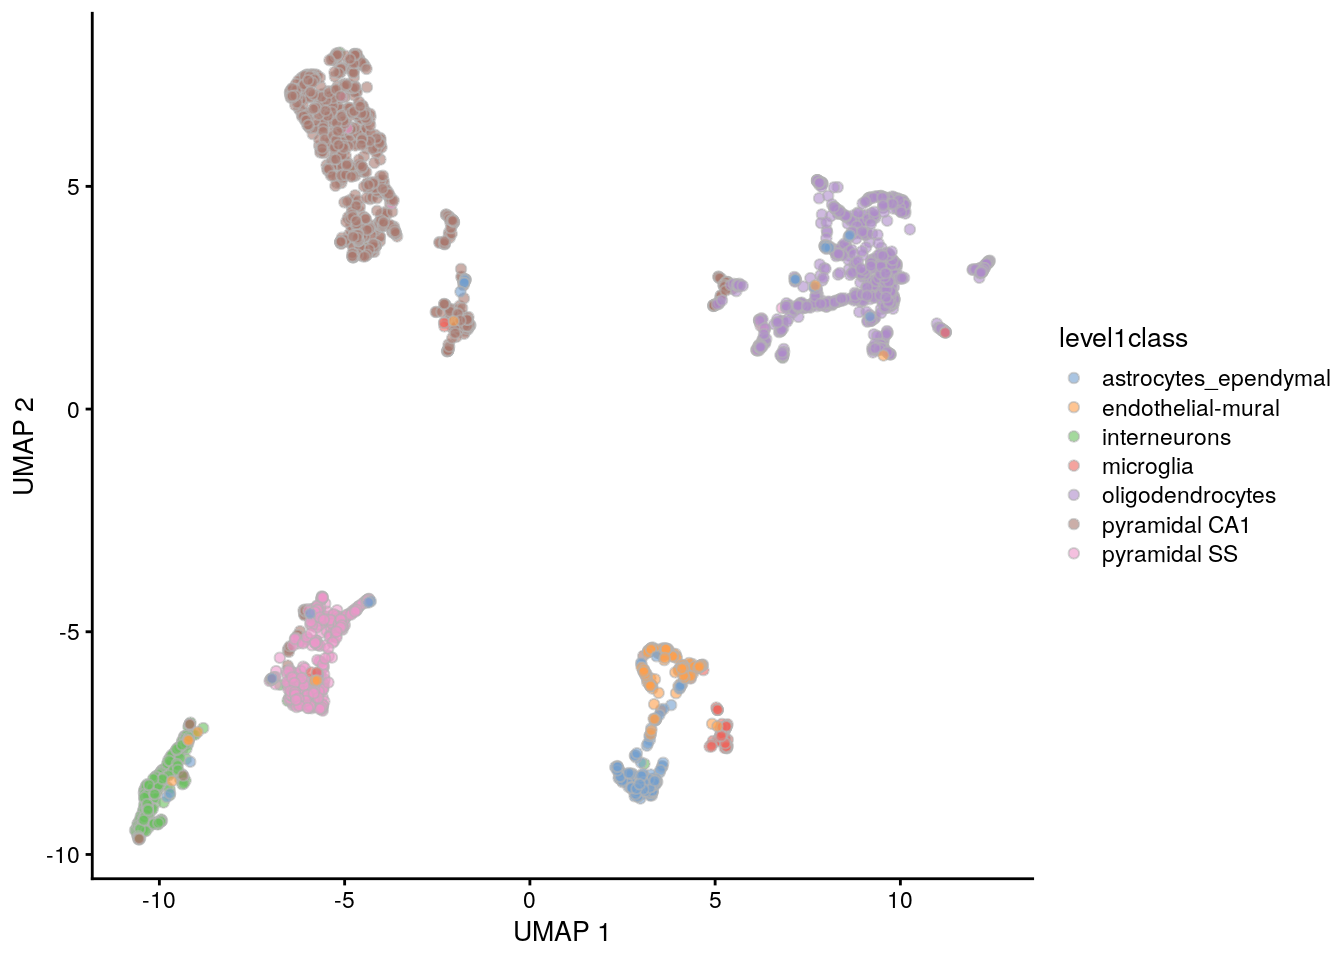 5
0
-5
-10
UMAP 2
-10
-5
0
5
10
UMAP 1
level1class
astrocytes_ependymal
endothelial-mural
interneurons
microglia
oligodendrocytes
pyramidal CA1
pyramidal SS